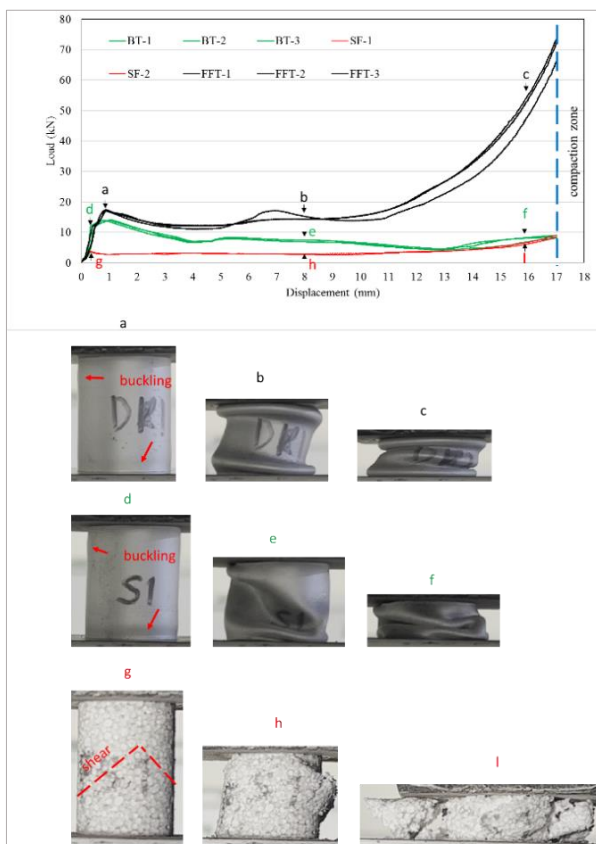 80
70
60
50
40
30
20
10
0
Load (kN)
BT-1 BT-2 BT-3 SF-1
SF-2 FFT-1 FFT-2 FFT-3
a
b
c
d
e
f
g
h
l
compaction zone
0 1 2 3 4 5 6 7 8 9 10 11 12 13 14 15 16 17 18
Displacement (mm)
a
buckling
b
c
d
buckling
S1
e
S1
f
g
shear
h
l